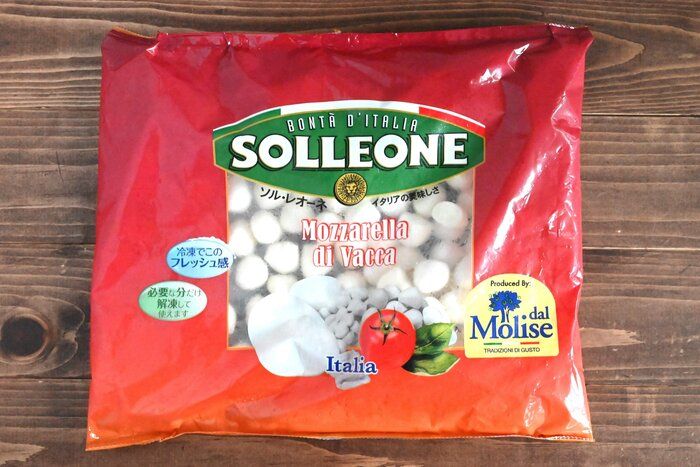 BONTÀ D'ITALIA
SOLLEONE
ソル・レオーネ
イタリアの美味しさ
Mozzarella
di Vacca
冷凍でこの
フレッシュ感
必要な分だけ
解凍して
使えます
Produced By:
dal
Molise
TRADIZIONI DI GUSTO
Italia